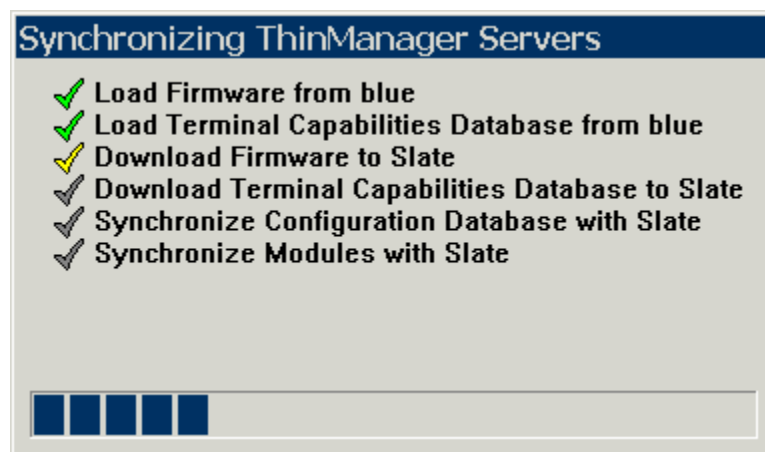 Synchronizing ThinManager Servers
Load Firmware from blue
Load Terminal Capabilities Database from blue
Download Firmware to Slate
Download Terminal Capabilities Database to Slate
Synchronize Configuration Database with Slate
Synchronize Modules with Slate